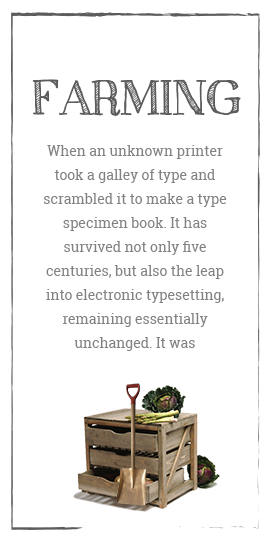 FARMING
When an unknown printer
took a galley of type and
scrambled it to make a type
specimen book. It has
survived not only five
centuries, but also the leap
into electronic typesetting,
remaining essentially
unchanged. It was